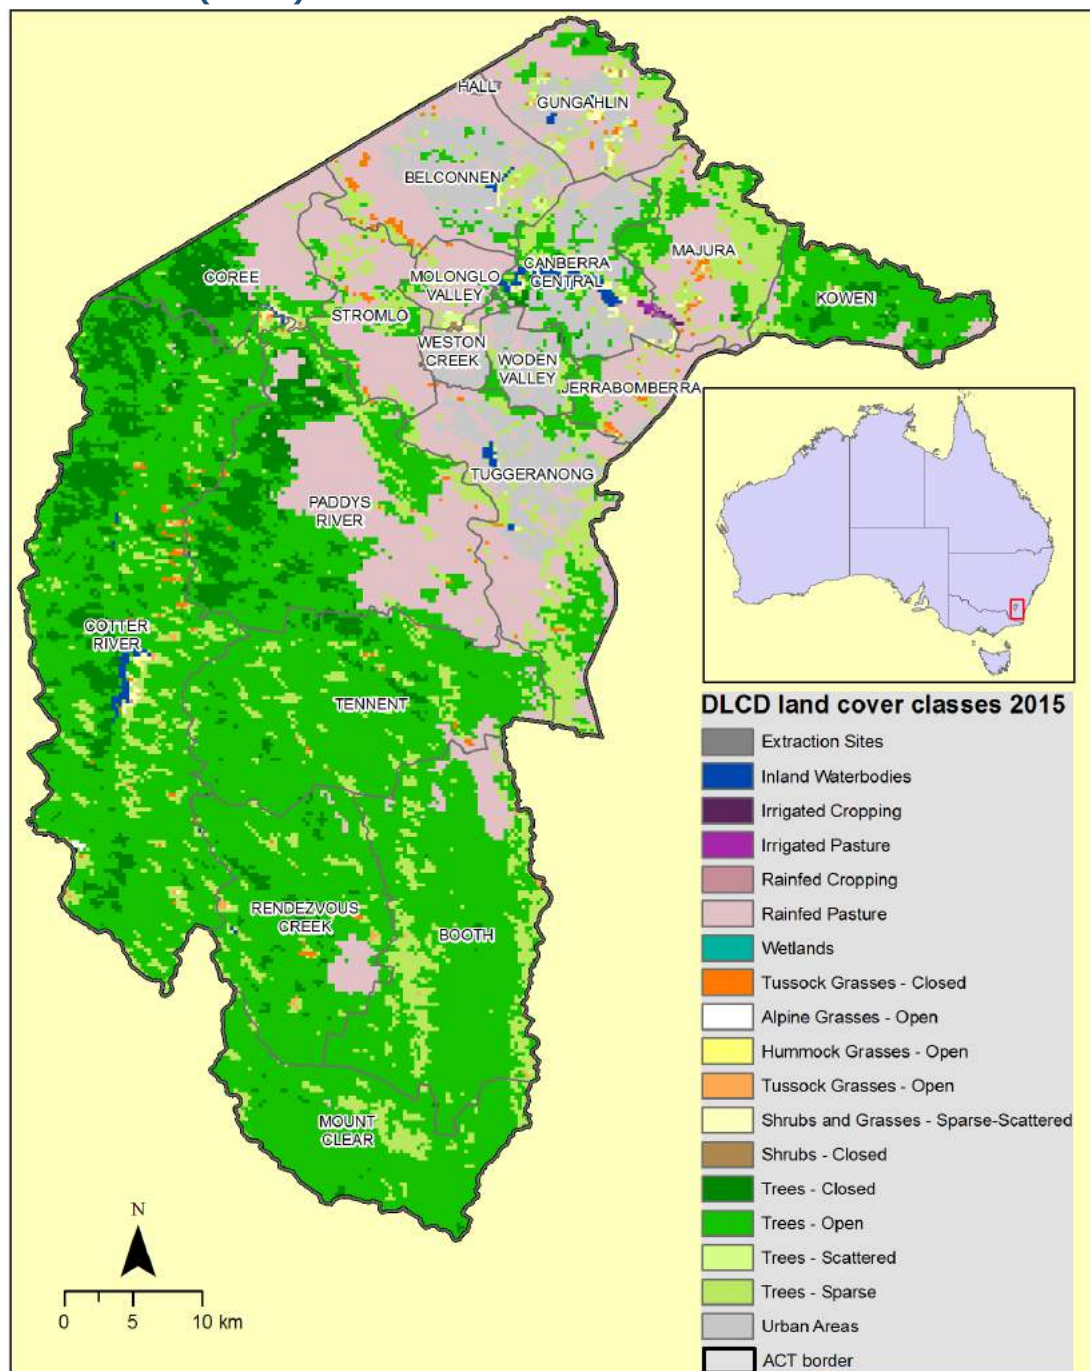 HALL
GUNGAHLIN
BELCONNEN
MAJURA
CANBERRA
CENTRAL
COREE
MOLONGLO
VALLEY
KOWEN
STROMLO
WESTON
CREEK
WODEN
VALLEY
JERRABOMBERRA
TUGGERANONG
PADDYS
RIVER
COTTER
RIVER
TENNENT
RENDEZVOUS
CREEK
BOOTH
MOUNT
CLEAR
N
0 5 10 km
DLCD land cover classes 2015
Extraction Sites
Inland Waterbodies
Irrigated Cropping
Irrigated Pasture
Rainfed Cropping
Rainfed Pasture
Wetlands
Tussock Grasses - Closed
Alpine Grasses - Open
Hummock Grasses - Open
Tussock Grasses - Open
Shrubs and Grasses - Sparse-Scattered
Shrubs - Closed
Trees - Closed
Trees - Open
Trees - Scattered
Trees - Sparse
Urban Areas
ACT border